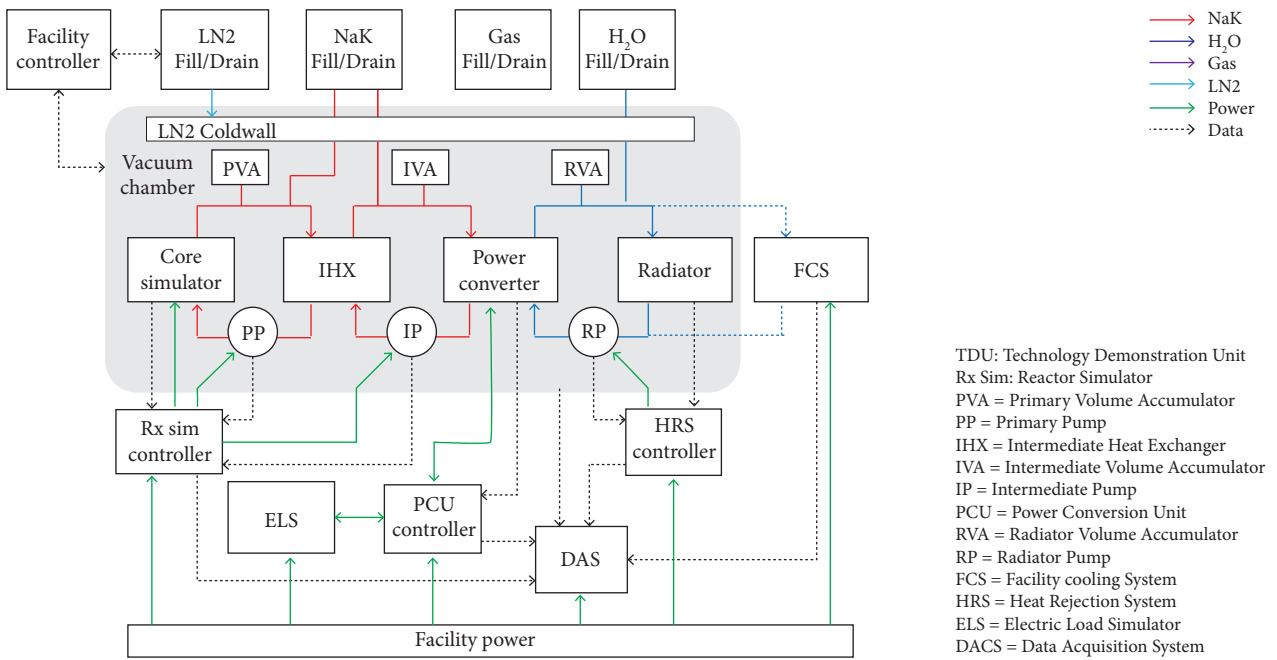 Facility
controller
LN2
Fill/Drain
NaK
Fill/Drain
Gas
Fill/Drain
H₂O
Fill/Drain
NaK
H₂O
Gas
LN2
Power
Data
LN2 Coldwall
Vacuum
chamber
PVA
IVA
RVA
Core
simulator
IHX
Power
converter
Radiator
FCS
PP
IP
RP
Rx sim
controller
HRS
controller
ELS
PCU
controller
DAS
Facility power
TDU: Technology Demonstration Unit
Rx Sim: Reactor Simulator
PVA = Primary Volume Accumulator
PP = Primary Pump
IHX = Intermediate Heat Exchanger
IVA = Intermediate Volume Accumulator
IP = Intermediate Pump
PCU = Power Conversion Unit
RVA = Radiator Volume Accumulator
RP = Radiator Pump
FCS = Facility cooling System
HRS = Heat Rejection System
ELS = Electric Load Simulator
DACS = Data Acquisition System